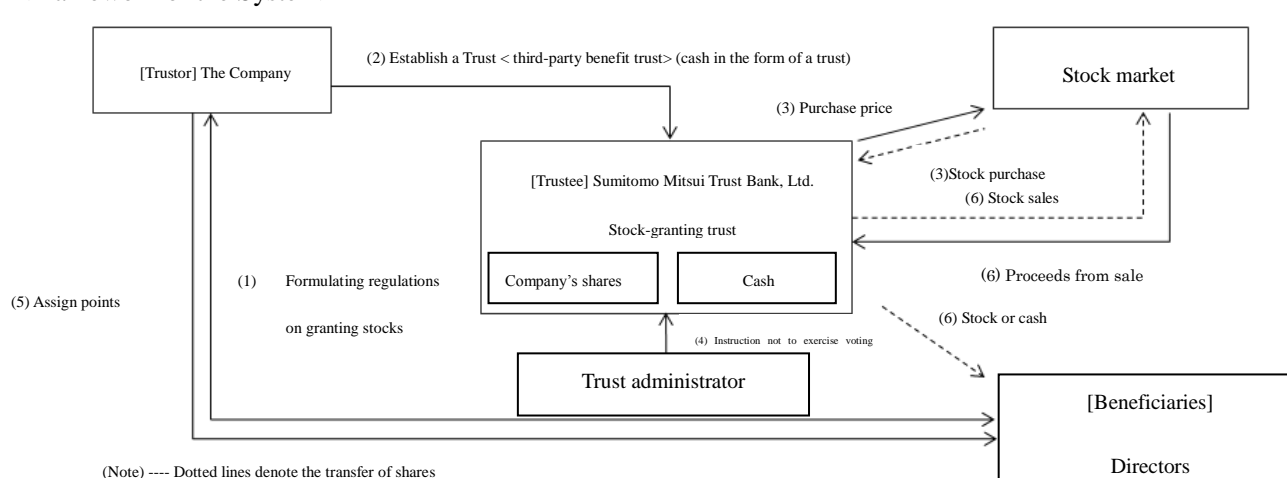 [Trustor] The Company
(2) Establish a Trust < third-party benefit trust> (cash in the form of a trust)
Stock market
(3) Purchase price
[Trustee] Sumitomo Mitsui Trust Bank, Ltd.
(3)Stock purchase
(6) Stock sales
Stock-granting trust
Company's shares
Cash
(6) Proceeds from sale
(1) Formulating regulations
on granting stocks
(5) Assign points
(6) Stock or cash
(4) Instruction not to exercise voting
Trust administrator
[Beneficiaries]
Directors
(Note) ---- Dotted lines denote the transfer of shares